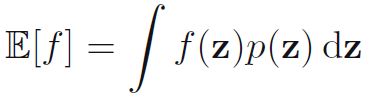 𝔼[f] = ∫ f(𝐳)p(𝐳) d𝐳